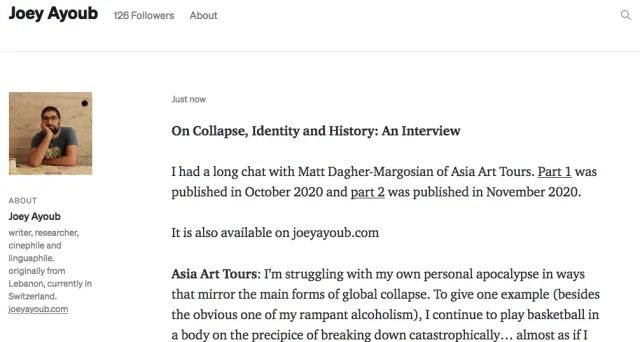 Joey Ayoub 126 Followers About
Just now
On Collapse, Identity and History: An Interview
I had a long chat with Matt Dagher-Margosian of Asia Art Tours. Part 1 was
published in October 2020 and part 2 was published in November 2020.
It is also available on joeyayoub.com
Asia Art Tours: I’m struggling with my own personal apocalypse in ways
that mirror the main forms of global collapse. To give one example (besides
the obvious one of my rampant alcoholism), I continue to play basketball in
a body on the precipice of breaking down catastrophically… almost as if I
ABOUT
Joey Ayoub
writer, researcher,
cinephile and
linguaphile.
originally from
Lebanon, currently in
Switzerland.
joeyayoub.com